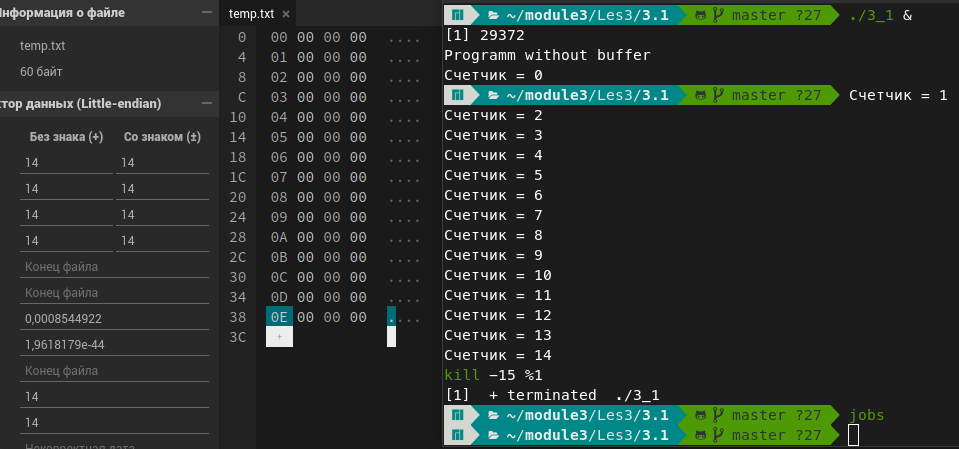 Информация о файле
temp.txt
60 байт
ктор данных (Little-endian)
Без знака (+) Со знаком (±)
14 14
14 14
14 14
14 14
Конец файла
Конец файла
0,0008544922
1,9618179e-44
Конец файла
14
14
Некорректная дата
temp.txt ×
0 00 00 00 00 ....
4 01 00 00 00 ....
8 02 00 00 00 ....
C 03 00 00 00 ....
10 04 00 00 00 ....
14 05 00 00 00 ....
18 06 00 00 00 ....
1C 07 00 00 00 ....
20 08 00 00 00 ....
24 09 00 00 00 ....
28 0A 00 00 00 ....
2C 0B 00 00 00 ....
30 0C 00 00 00 ....
34 0D 00 00 00 ....
38 0E 00 00 00 ....
3C +
~/module3/Les3/3.1 master ?27 ./3_1 &
[1] 29372
Programm without buffer
Счетчик = 0
~/module3/Les3/3.1 master ?27 Счетчик = 1
Счетчик = 2
Счетчик = 3
Счетчик = 4
Счетчик = 5
Счетчик = 6
Счетчик = 7
Счетчик = 8
Счетчик = 9
Счетчик = 10
Счетчик = 11
Счетчик = 12
Счетчик = 13
Счетчик = 14
kill -15 %1
[1] + terminated ./3_1
~/module3/Les3/3.1 master ?27 jobs
~/module3/Les3/3.1 master ?27